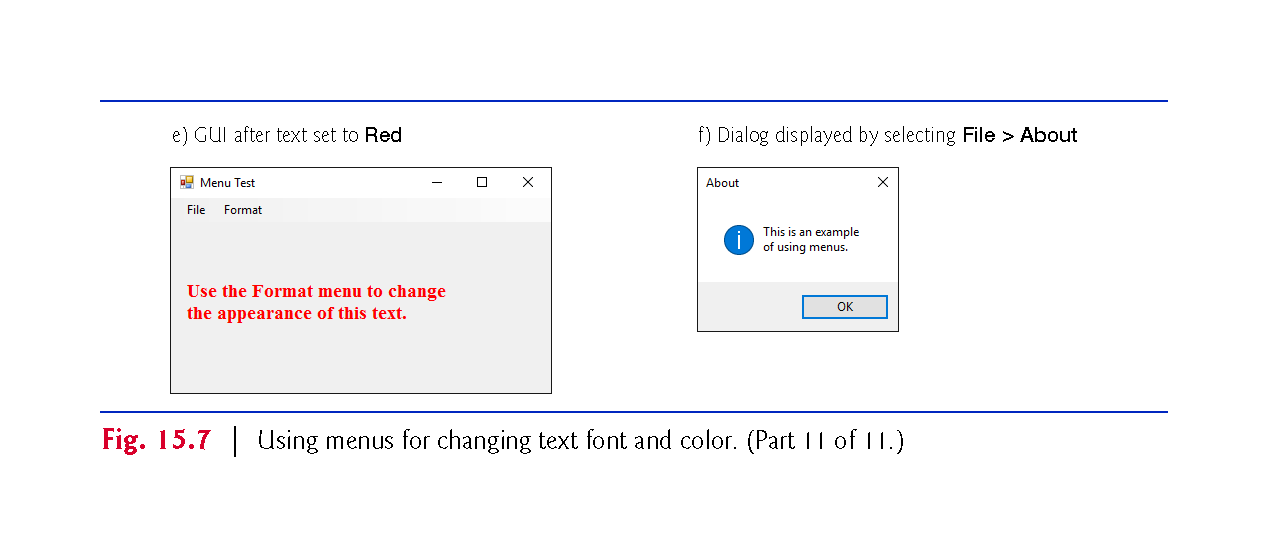 e) GUI after text set to Red
Menu Test
File Format
Use the Format menu to change
the appearance of this text.
f) Dialog displayed by selecting File > About
About
i
This is an example
of using menus.
OK
Fig. 15.7 | Using menus for changing text font and color. (Part 11 of 11.)